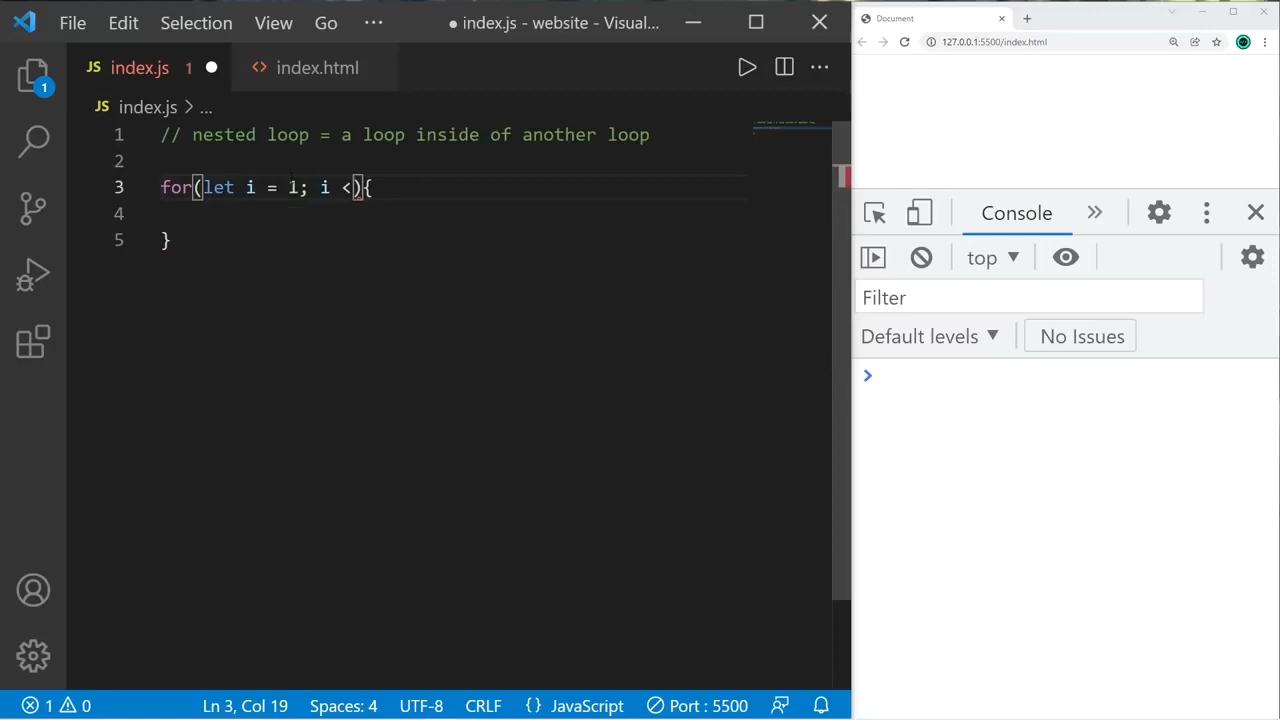 File Edit Selection View Go ··· ● index.js - website - Visual...
JS index.js 1 ● <> index.html
JS index.js > ...
1 // nested loop = a loop inside of another loop
2
3 for(let i = 1; i <){
4
5 }
1
1 0 Ln 3, Col 19 Spaces: 4 UTF-8 CRLF {} JavaScript Port : 5500
Document
127.0.0.1:5500/index.html
Console
top
Filter
Default levels No Issues